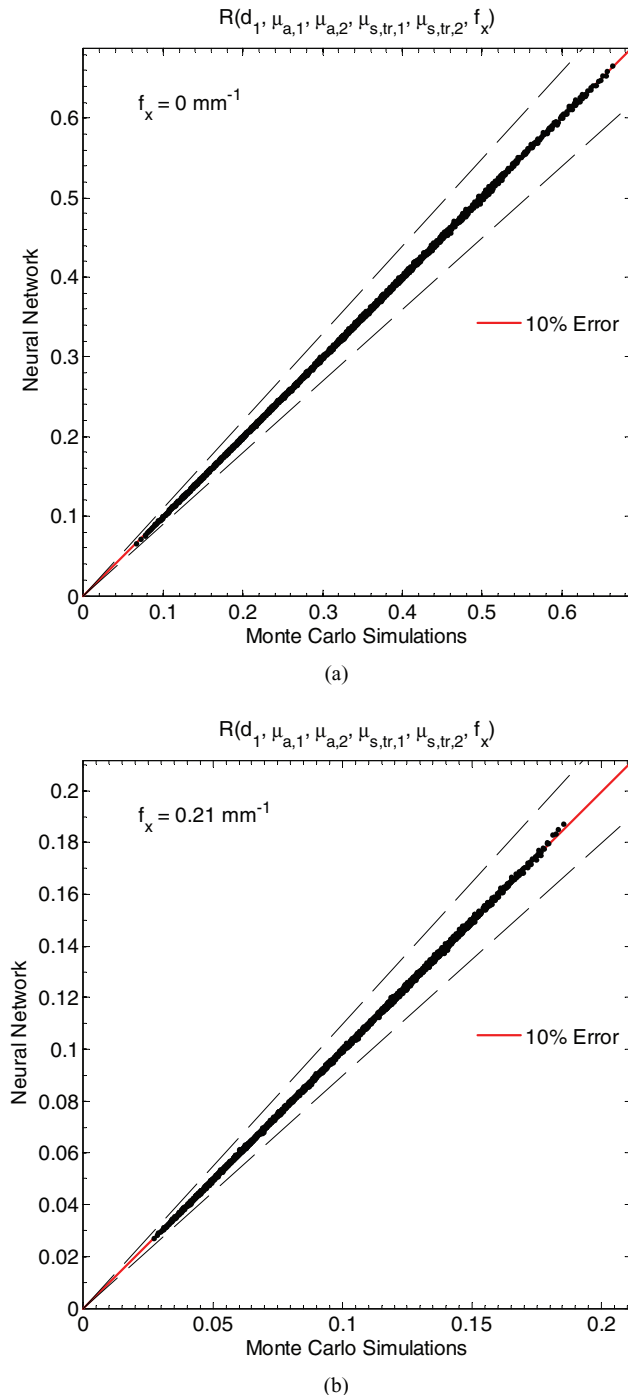 R(d₁, μₐ,₁, μₐ,₂, μₛ,ₜᵣ,₁, μₛ,ₜᵣ,₂, fₓ)
0.6
fₓ = 0 mm⁻¹
0.5
0.4
Neural Network
0.3
10% Error
0.2
0.1
0
0 0.1 0.2 0.3 0.4 0.5 0.6
Monte Carlo Simulations
(a)
R(d₁, μₐ,₁, μₐ,₂, μₛ,ₜᵣ,₁, μₛ,ₜᵣ,₂, fₓ)
0.2
fₓ = 0.21 mm⁻¹
0.18
0.16
0.14
0.12
Neural Network
0.1
10% Error
0.08
0.06
0.04
0.02
0
0 0.05 0.1 0.15 0.2
Monte Carlo Simulations
(b)